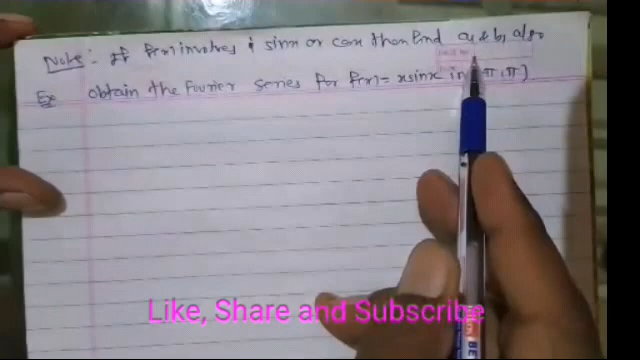 Note:- If f(x) involves sinx or cosx then find a₁ & b₁ also
Ex obtain the Fourier series for f(x)= xsinx in π, π]
Like, Share and Subscribe